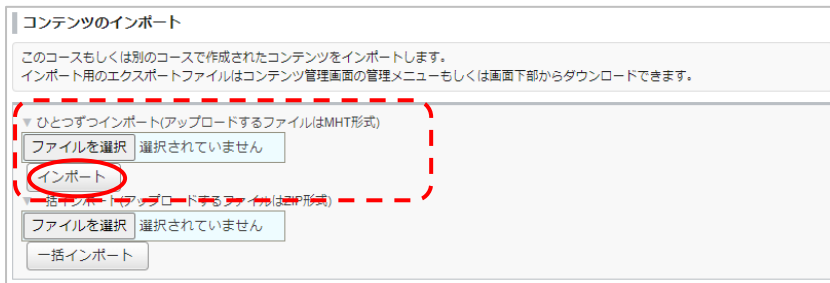 コンテンツのインポート
このコースもしくは別のコースで作成されたコンテンツをインポートします。
インポート用のエクスポートファイルはコンテンツ管理画面の管理メニューもしくは画面下部からダウンロードできます。
▼ ひとつずつインポート(アップロードするファイルはMHT形式)
ファイルを選択 選択されていません
インポート
▼ 一括インポート(アップロードするファイルはZIP形式)
ファイルを選択 選択されていません
一括インポート